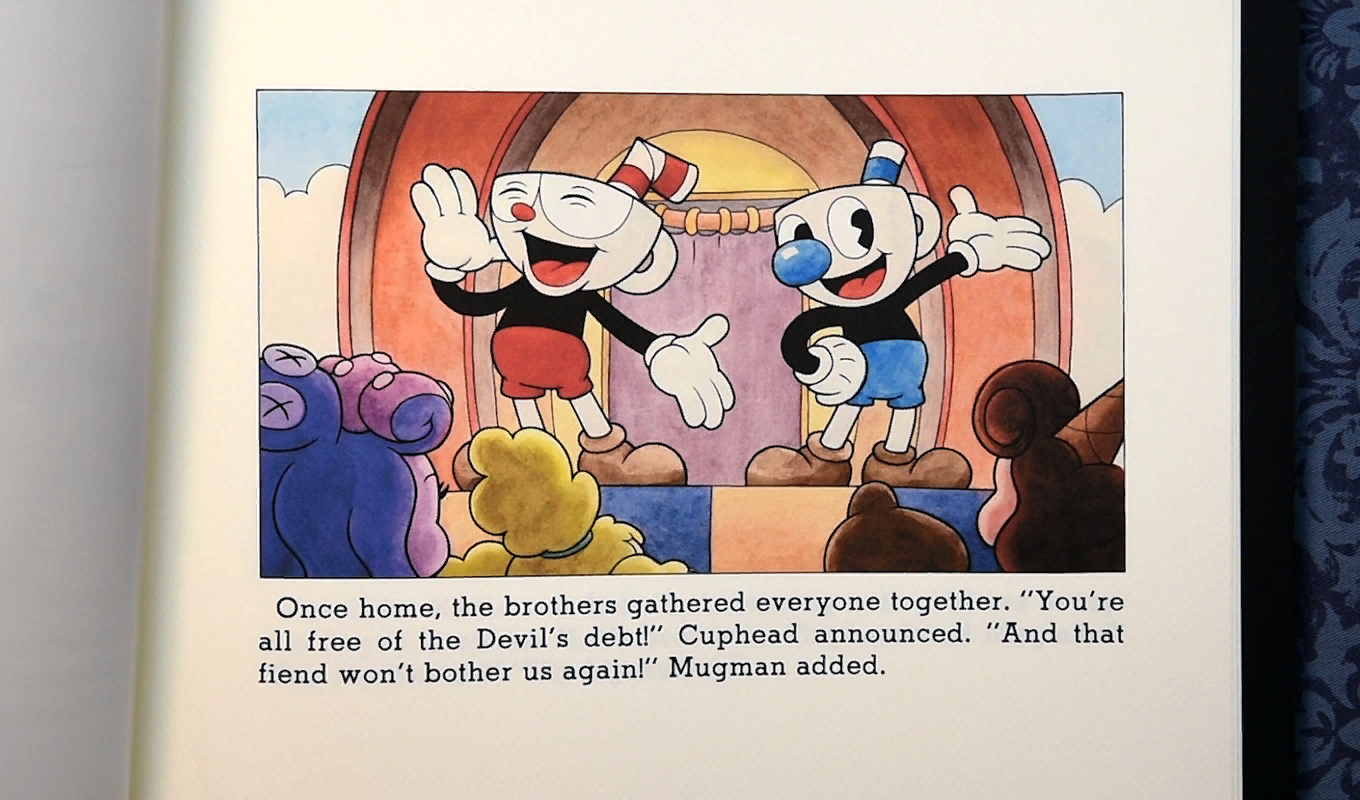 Once home, the brothers gathered everyone together. "You're
all free of the Devil's debt!" Cuphead announced. "And that
fiend won't bother us again!" Mugman added.